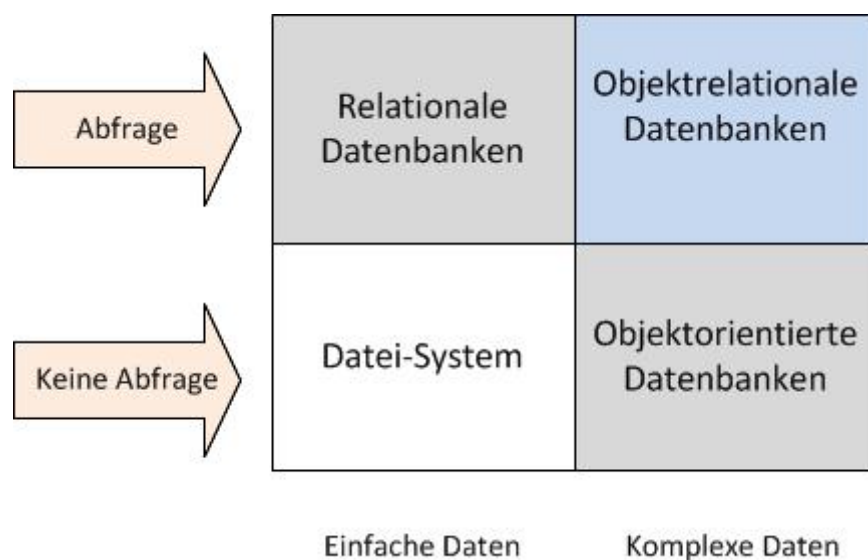 Abfrage
Relationale
Datenbanken
Objektrelationale
Datenbanken
Keine Abfrage
Datei-System
Objektorientierte
Datenbanken
Einfache Daten
Komplexe Daten